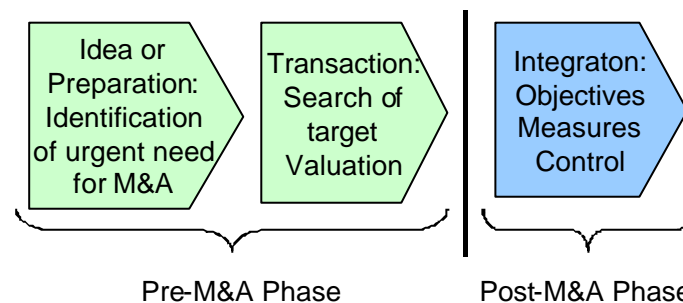 Idea or
Preparation:
Identification
of urgent need
for M&A
Transaction:
Search of
target
Valuation
Integraton:
Objectives
Measures
Control
Pre-M&A Phase
Post-M&A Phase